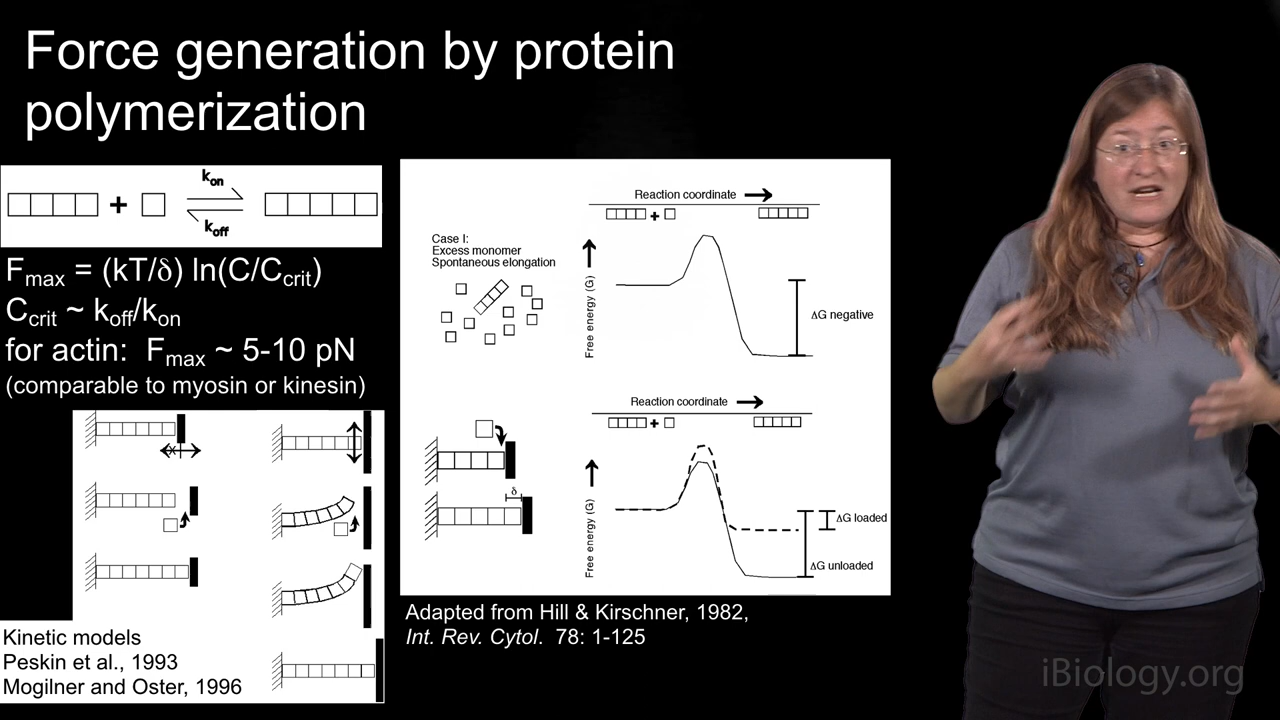 Force generation by protein
polymerization
+
kon
koff
Fmax = (kT/δ) ln(C/Ccrit)
Ccrit ~ koff/kon
for actin: Fmax ~ 5-10 pN
(comparable to myosin or kinesin)
x
Kinetic models
Peskin et al., 1993
Mogilner and Oster, 1996
Reaction coordinate
+
Case I:
Excess monomer
Spontaneous elongation
Free energy (G)
ΔG negative
Reaction coordinate
+
δ
Free energy (G)
ΔG loaded
ΔG unloaded
Adapted from Hill & Kirschner, 1982,
Int. Rev. Cytol. 78: 1-125
iBiology.org